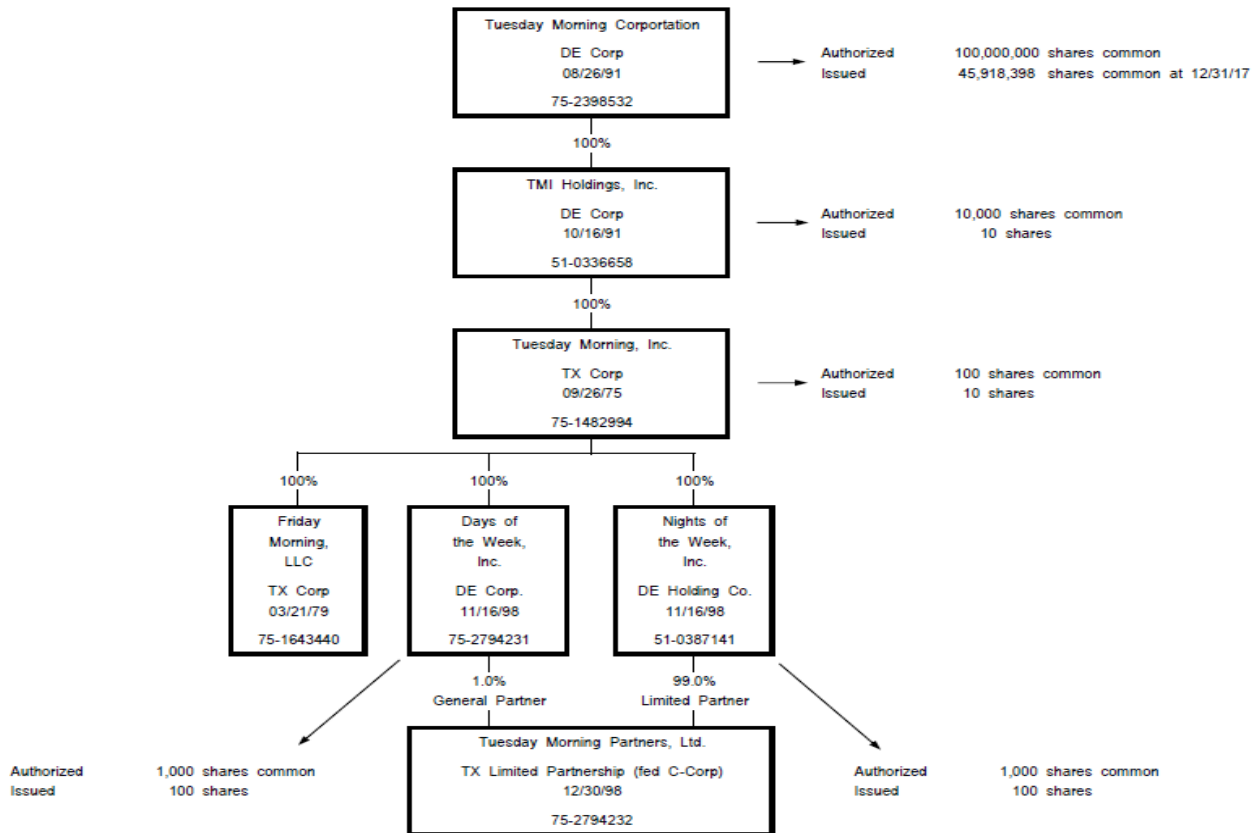 Tuesday Morning Corportation
DE Corp
08/26/91
75-2398532
Authorized 100,000,000 shares common
Issued 45,918,398 shares common at 12/31/17
100%
TMI Holdings, Inc.
DE Corp
10/16/91
51-0336658
Authorized 10,000 shares common
Issued 10 shares
100%
Tuesday Morning, Inc.
TX Corp
09/26/75
75-1482994
Authorized 100 shares common
Issued 10 shares
100% 100% 100%
Friday
Morning,
LLC
TX Corp
03/21/79
75-1643440
Days of
the Week,
Inc.
DE Corp.
11/16/98
75-2794231
Nights of
the Week,
Inc.
DE Holding Co.
11/16/98
51-0387141
1.0%
General Partner
99.0%
Limited Partner
Tuesday Morning Partners, Ltd.
TX Limited Partnership (fed C-Corp)
12/30/98
75-2794232
Authorized 1,000 shares common
Issued 100 shares
Authorized 1,000 shares common
Issued 100 shares